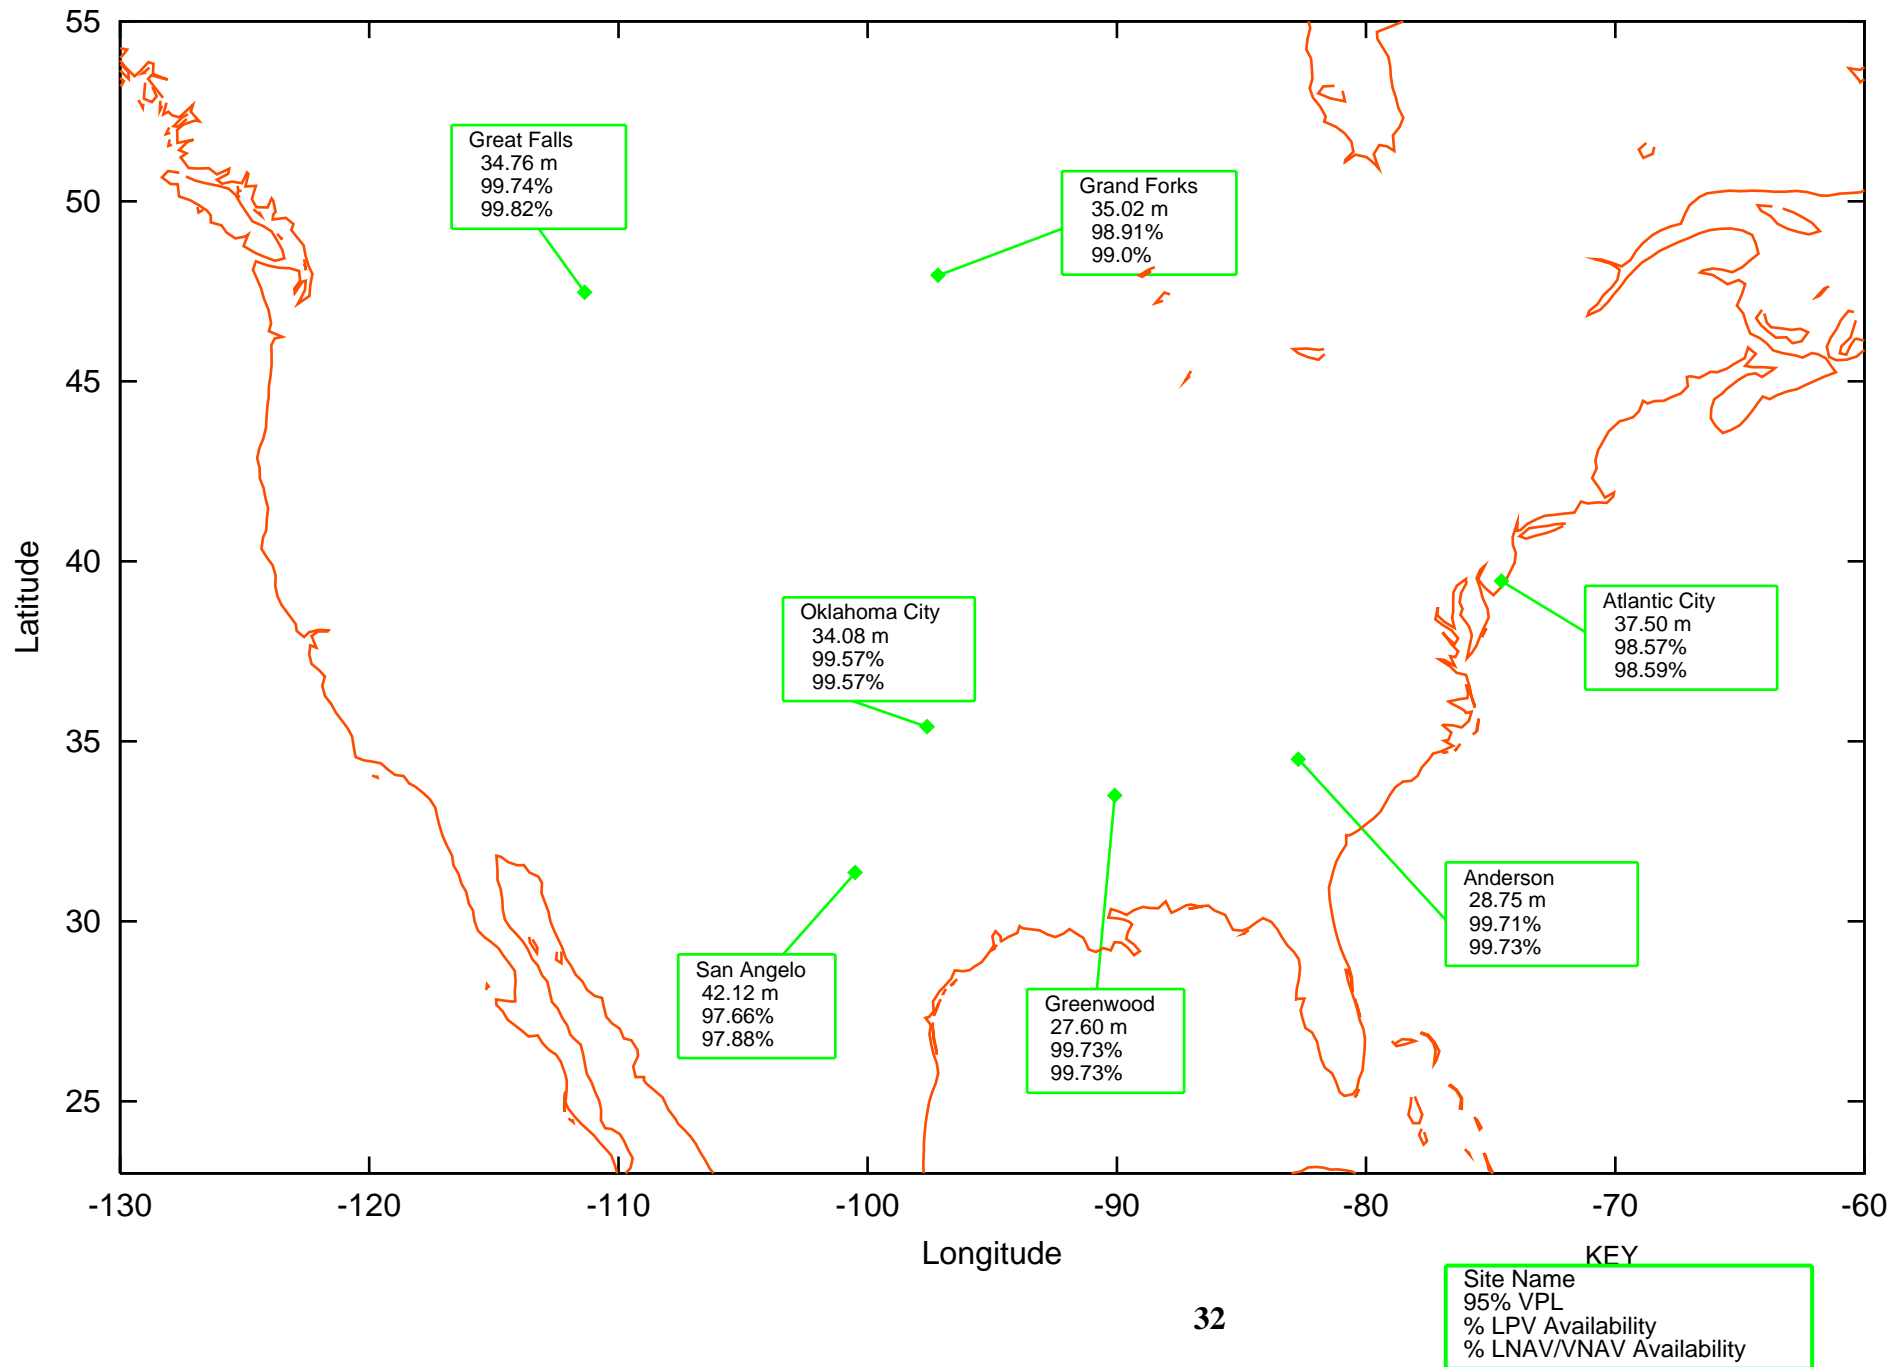 55
50
45
40
35
30
25
Latitude
Great Falls
34.76 m
99.74%
99.82%
Grand Forks
35.02 m
98.91%
99.0%
Oklahoma City
34.08 m
99.57%
99.57%
Atlantic City
37.50 m
98.57%
98.59%
Anderson
28.75 m
99.71%
99.73%
San Angelo
42.12 m
97.66%
97.88%
Greenwood
27.60 m
99.73%
99.73%
-130 -120 -110 -100 -90 -80 -70 -60
Longitude
KEY
Site Name
95% VPL
% LPV Availability
% LNAV/VNAV Availability
32